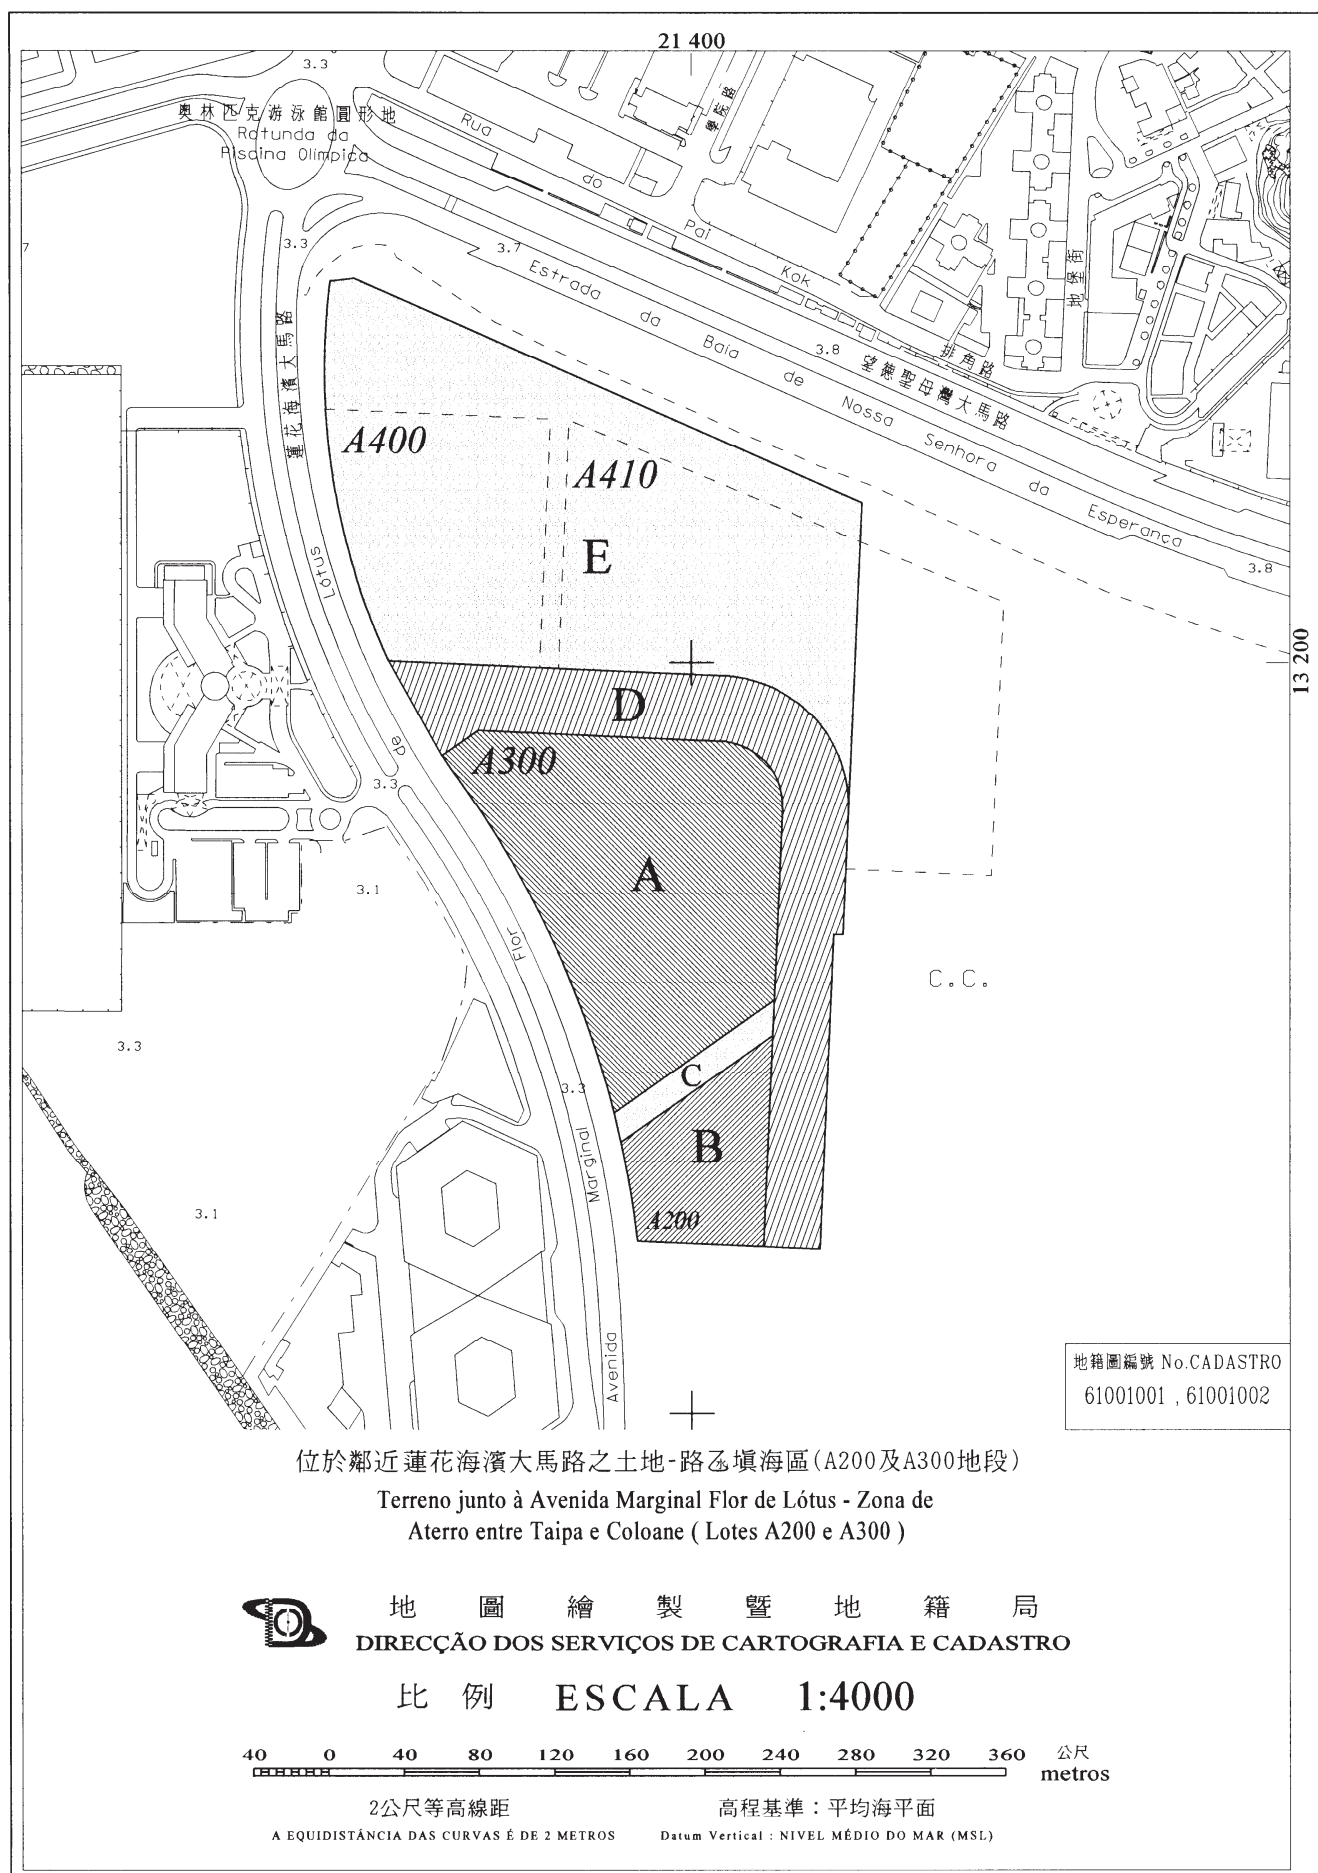 21 400
3.3
奧林匹克游泳館圓形地
Rotunda da
Piscina Olímpica
學院路
Rua do Pai Kok
3.3
3.7
7
Estrada da Baia de Nossa Senhora da Esperança
地堡街
3.8
排角路
望德聖母灣大馬路
蓮花海濱大馬路
A400
A410
E
3.8
13 200
D
A300
3.3
A
3.1
C.C.
3.3
3.3
C
B
3.1
A200
Avenida Marginal Flor de Lótus
地籍圖編號 No.CADASTRO
61001001 , 61001002
位於鄰近蓮花海濱大馬路之土地-路氹填海區(A200及A300地段)
Terreno junto à Avenida Marginal Flor de Lótus - Zona de
Aterro entre Taipa e Coloane ( Lotes A200 e A300 )
地圖繪製暨地籍局
DIRECÇÃO DOS SERVIÇOS DE CARTOGRAFIA E CADASTRO
比例 ESCALA 1:4000
40 0 40 80 120 160 200 240 280 320 360 公尺
metros
2公尺等高線距 高程基準：平均海平面
A EQUIDISTÂNCIA DAS CURVAS É DE 2 METROS Datum Vertical : NIVEL MÉDIO DO MAR (MSL)